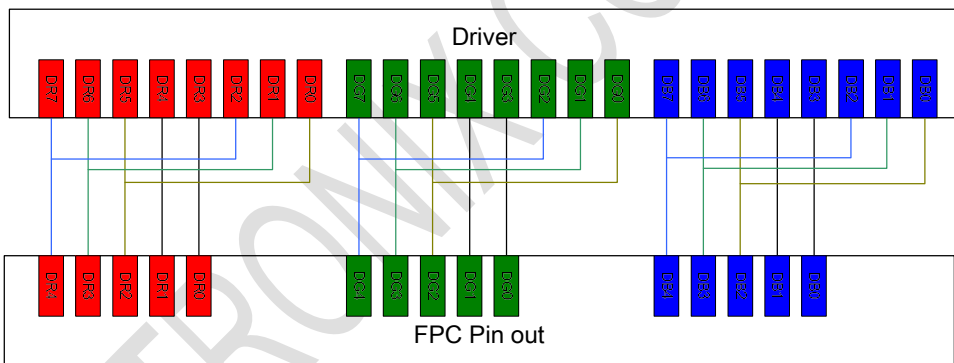 Driver
DR7 DR6 DR5 DR4 DR3 DR2 DR1 DR0 DG7 DG6 DG5 DG4 DG3 DG2 DG1 DG0 DB7 DB6 DB5 DB4 DB3 DB2 DB1 DB0
DR4 DR3 DR2 DR1 DR0 DG4 DG3 DG2 DG1 DG0 DB4 DB3 DB2 DB1 DB0
FPC Pin out
TRONIX CO